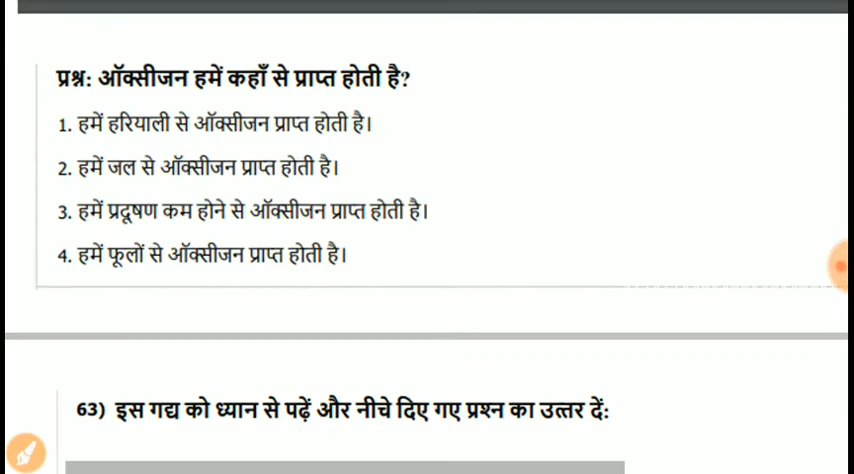 प्रश्न: ऑक्सीजन हमें कहाँ से प्राप्त होती है?
1. हमें हरियाली से ऑक्सीजन प्राप्त होती है।
2. हमें जल से ऑक्सीजन प्राप्त होती है।
3. हमें प्रदूषण कम होने से ऑक्सीजन प्राप्त होती है।
4. हमें फूलों से ऑक्सीजन प्राप्त होती है।
63) इस गद्य को ध्यान से पढ़ें और नीचे दिए गए प्रश्न का उत्तर दें: